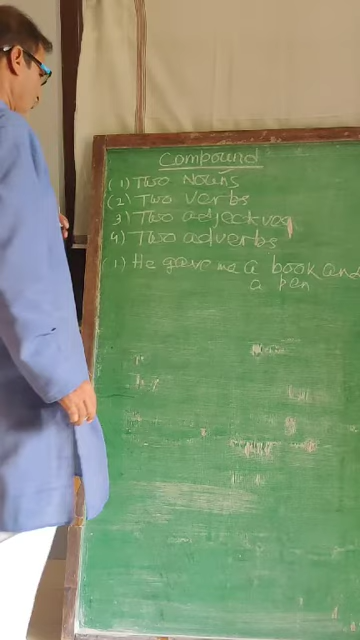 Compound
(1) Two Nouns
(2) Two verbs
3) Two adjectives
4) Two adverbs
(1.) He gave me a book and
a pen